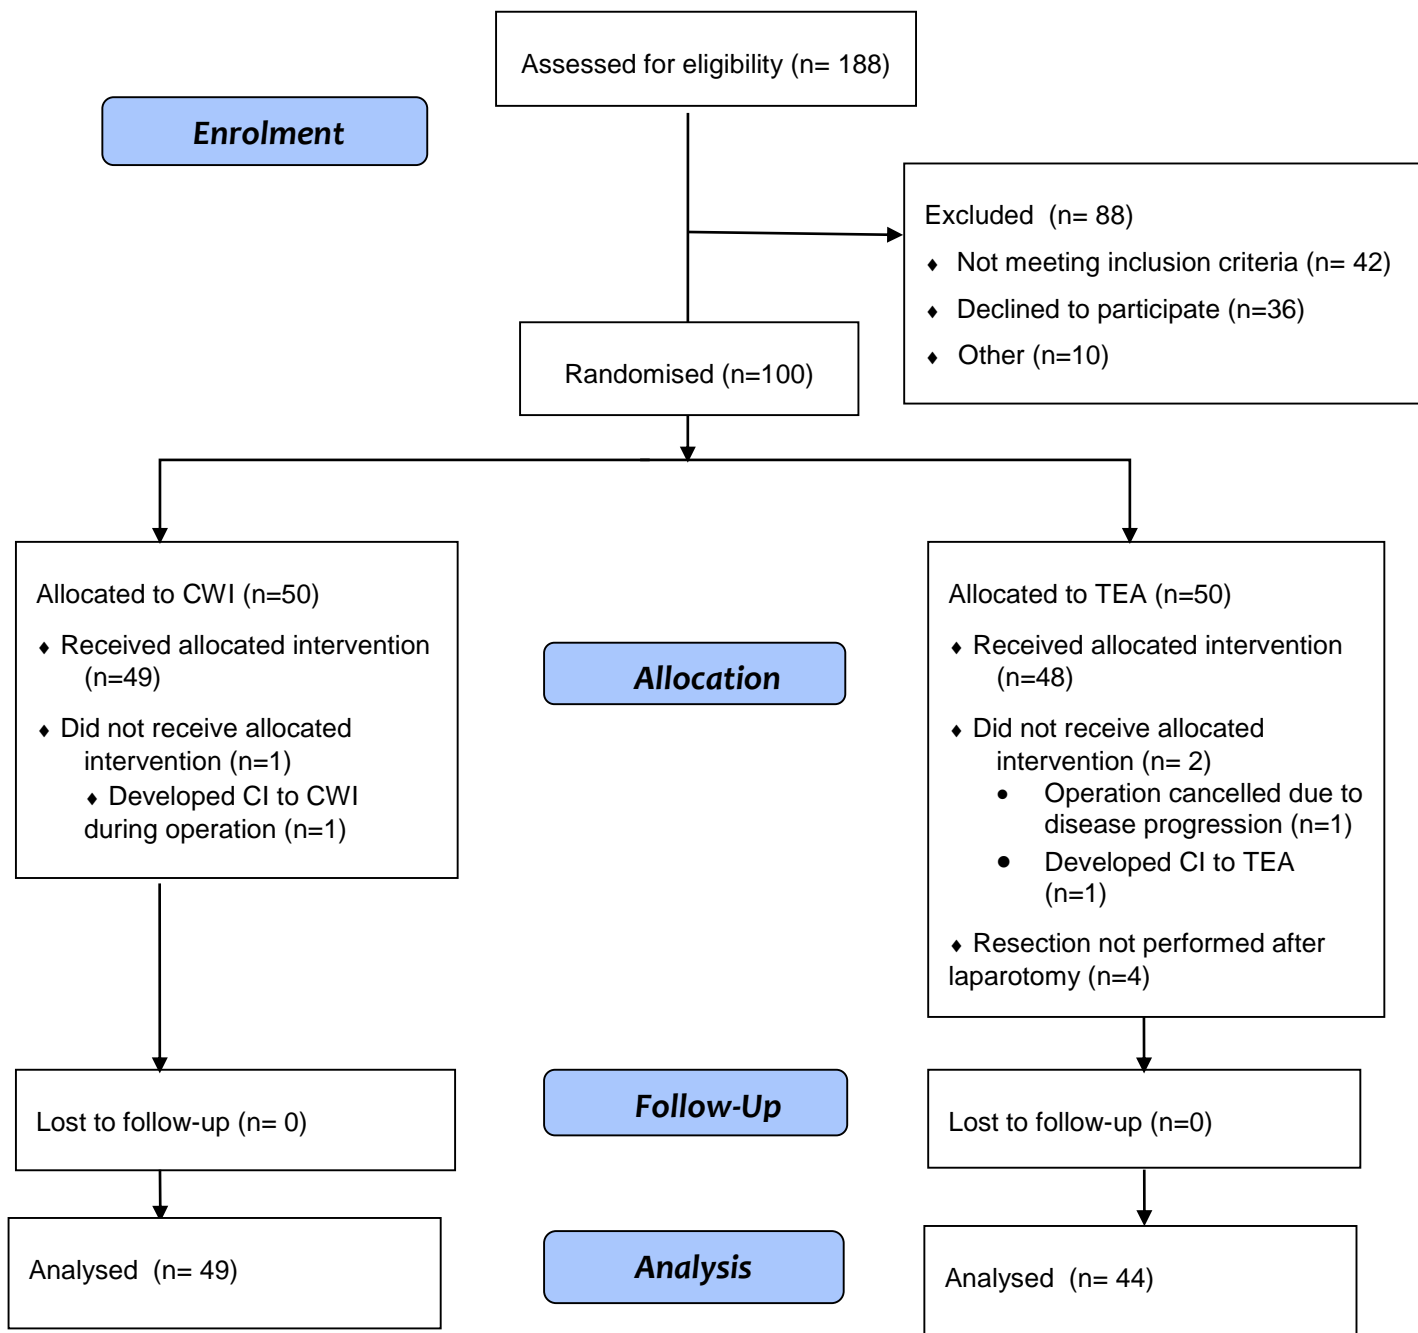 Assessed for eligibility (n= 188)
Enrolment
Excluded (n= 88)
♦ Not meeting inclusion criteria (n= 42)
♦ Declined to participate (n=36)
♦ Other (n=10)
Randomised (n=100)
Allocated to CWI (n=50)
♦ Received allocated intervention
(n=49)
♦ Did not receive allocated
intervention (n=1)
♦ Developed CI to CWI
during operation (n=1)
Allocation
Allocated to TEA (n=50)
♦ Received allocated intervention
(n=48)
♦ Did not receive allocated
intervention (n= 2)
• Operation cancelled due to
disease progression (n=1)
• Developed CI to TEA
(n=1)
♦ Resection not performed after
laparotomy (n=4)
Lost to follow-up (n= 0)
Follow-Up
Lost to follow-up (n=0)
Analysed (n= 49)
Analysis
Analysed (n= 44)